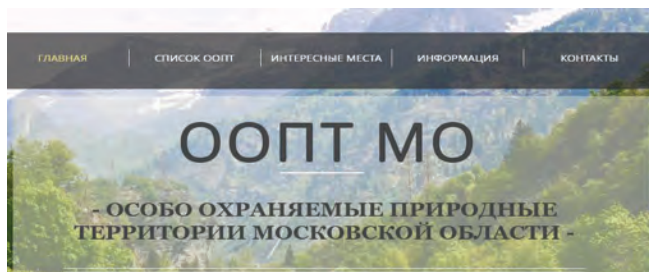 ГЛАВНАЯ СПИСОК ООПТ ИНТЕРЕСНЫЕ МЕСТА ИНФОРМАЦИЯ КОНТАКТЫ
ООПТ МО
- ОСОБО ОХРАНЯЕМЫЕ ПРИРОДНЫЕ
ТЕРРИТОРИИ МОСКОВСКОЙ ОБЛАСТИ -